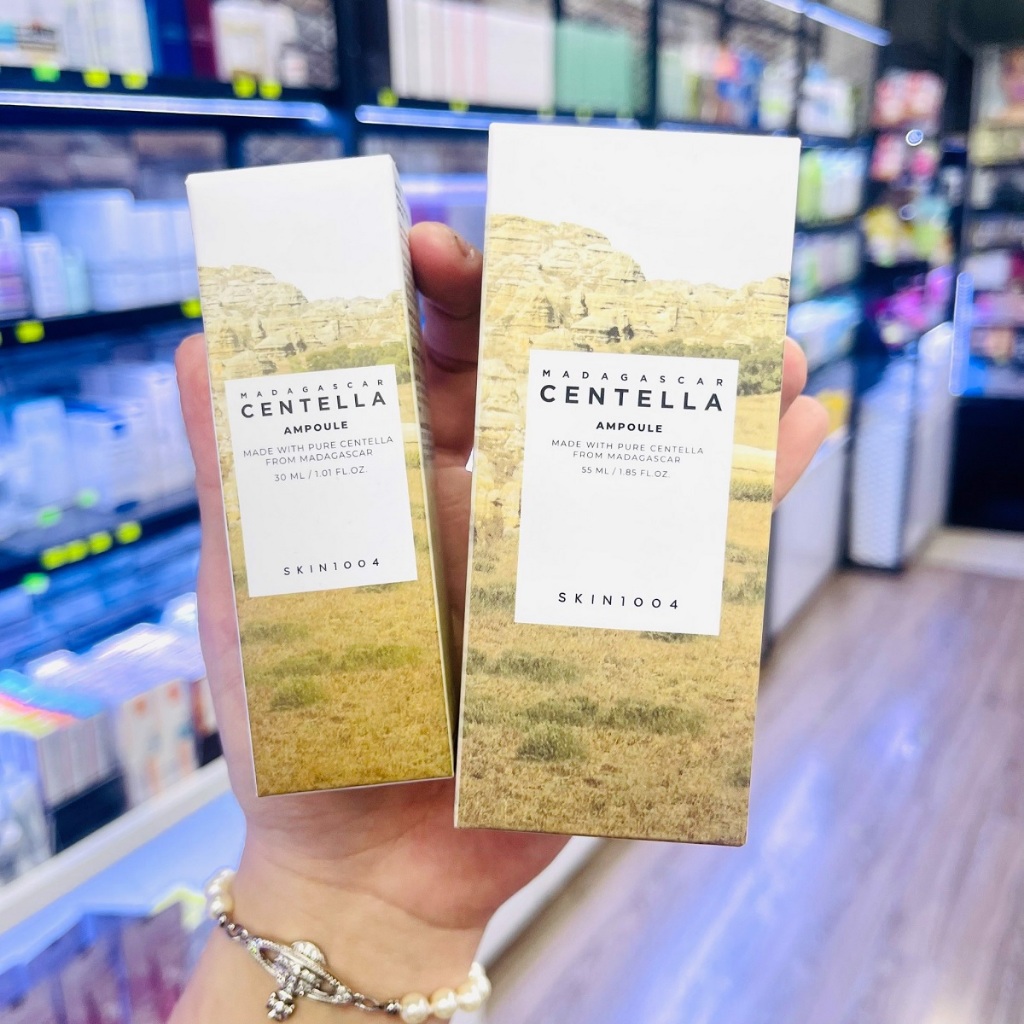 MADAGASCAR
CENTELLA
AMPOULE
MADE WITH PURE CENTELLA
FROM MADAGASCAR
30 ML / 1.01 FL.OZ.
SKIN1004
MADAGASCAR
CENTELLA
AMPOULE
MADE WITH PURE CENTELLA
FROM MADAGASCAR
55 ML / 1.85 FL.OZ.
SKIN1004